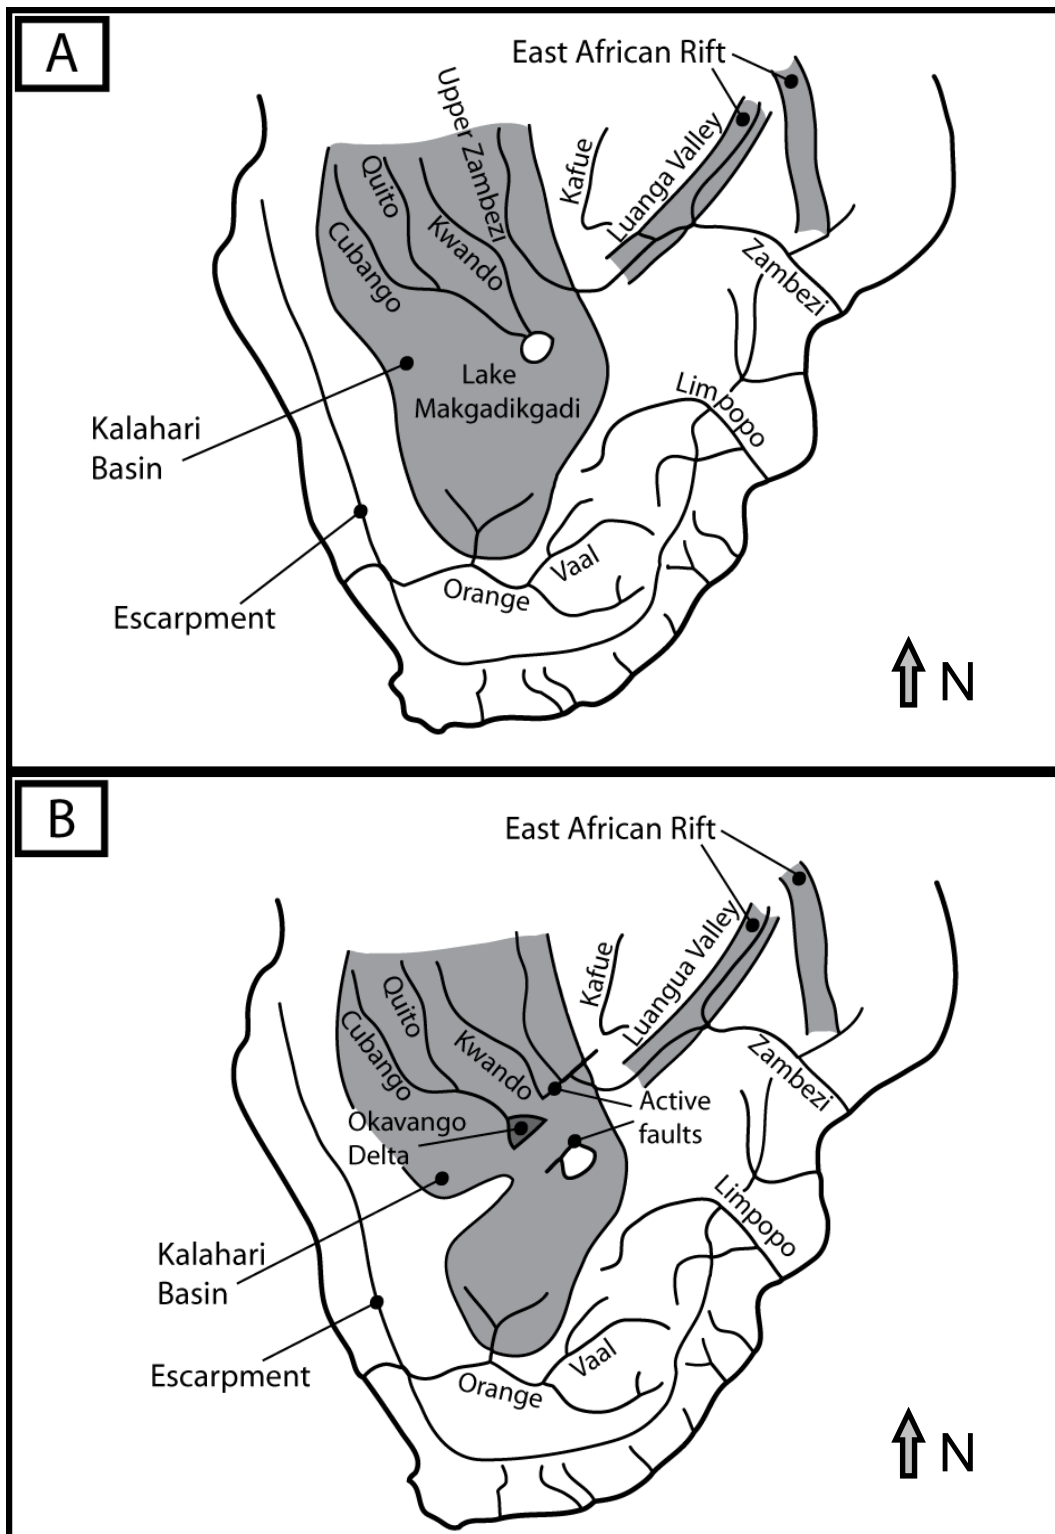 A
East African Rift
Upper Zambezi
Quito
Kafue
Luanga Valley
Kwando
Cubango
Zambezi
Lake
Makgadikgadi
Limpopo
Kalahari
Basin
Vaal
Orange
Escarpment
N
B
East African Rift
Luangua Valley
Kafue
Quito
Cubango
Kwando
Zambezi
Active
faults
Okavango
Delta
Limpopo
Kalahari
Basin
Vaal
Escarpment
Orange
N